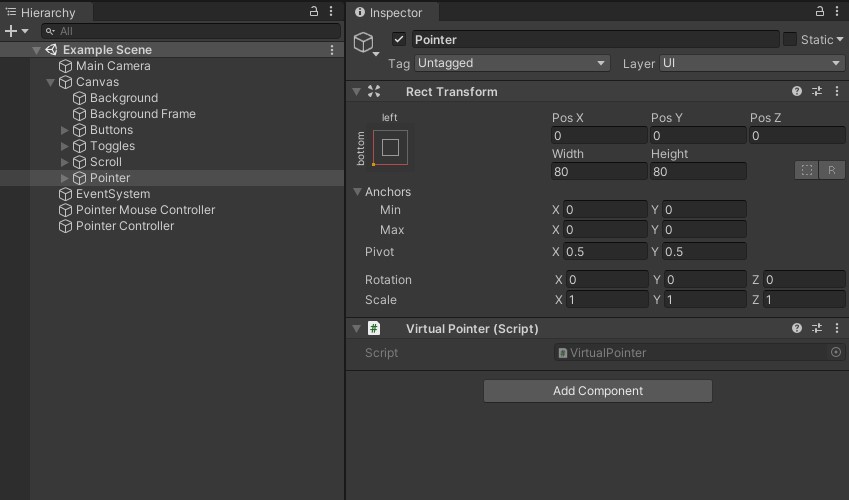 Hierarchy
All
Example Scene
Main Camera
Canvas
Background
Background Frame
Buttons
Toggles
Scroll
Pointer
EventSystem
Pointer Mouse Controller
Pointer Controller
Inspector
Pointer Static
Tag Untagged Layer UI
Rect Transform
left
bottom
Pos X Pos Y Pos Z
0 0 0
Width Height
80 80 R
Anchors
Min X 0 Y 0
Max X 0 Y 0
Pivot X 0.5 Y 0.5
Rotation X 0 Y 0 Z 0
Scale X 1 Y 1 Z 1
# Virtual Pointer (Script)
Script # VirtualPointer
Add Component